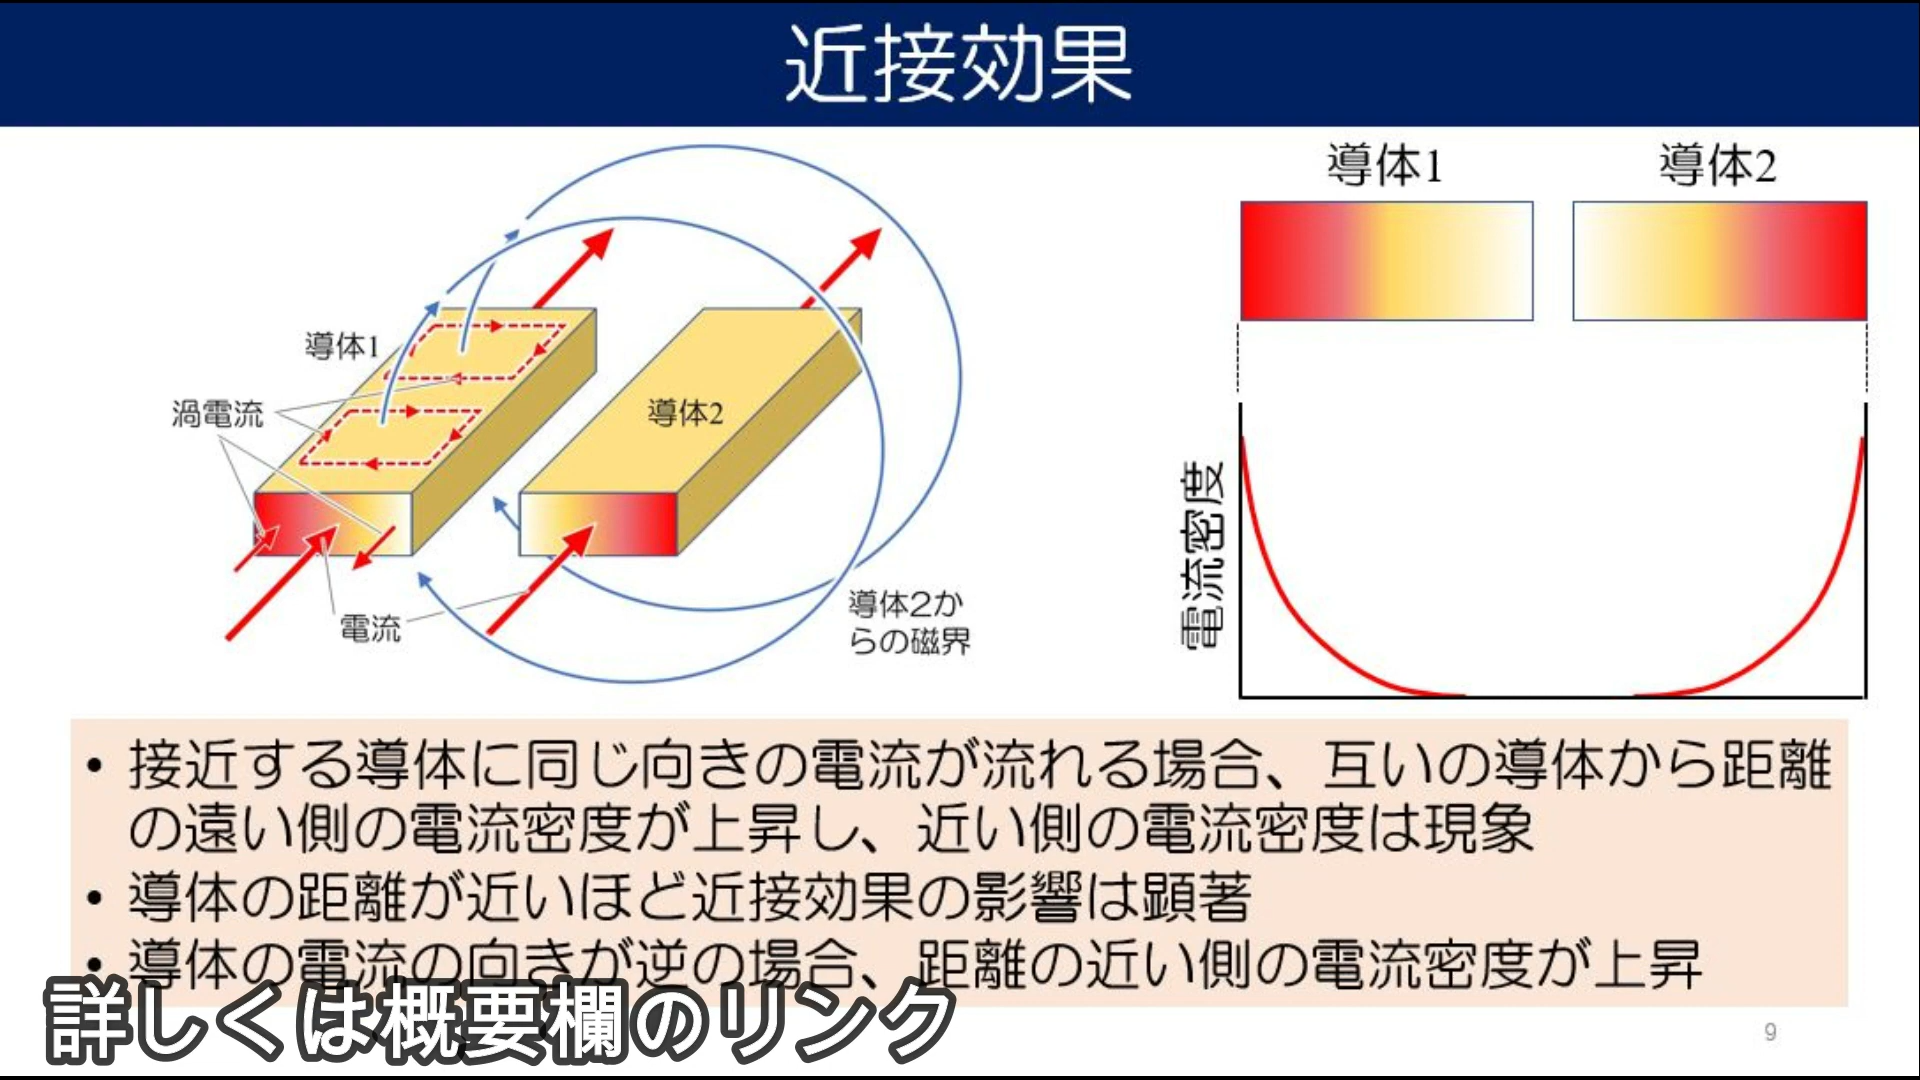 近接効果
導体1
渦電流
導体2
電流
導体2か
らの磁界
導体1
導体2
電流密度
• 接近する導体に同じ向きの電流が流れる場合、互いの導体から距離
の遠い側の電流密度が上昇し、近い側の電流密度は現象
• 導体の距離が近いほど近接効果の影響は顕著
• 導体の電流の向きが逆の場合、距離の近い側の電流密度が上昇
詳しくは概要欄のリンク
9